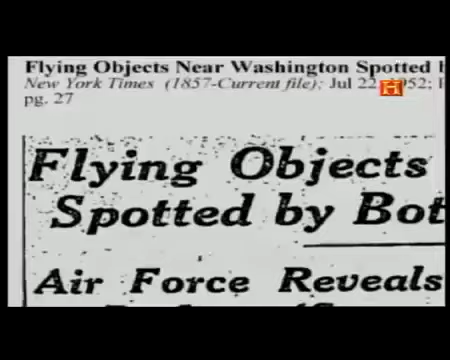 Flying Objects Near Washington Spotted
New York Times (1857-Current file); Jul 22 1952;
pg. 27
Flying Objects
Spotted by
Air Force Reveals
H